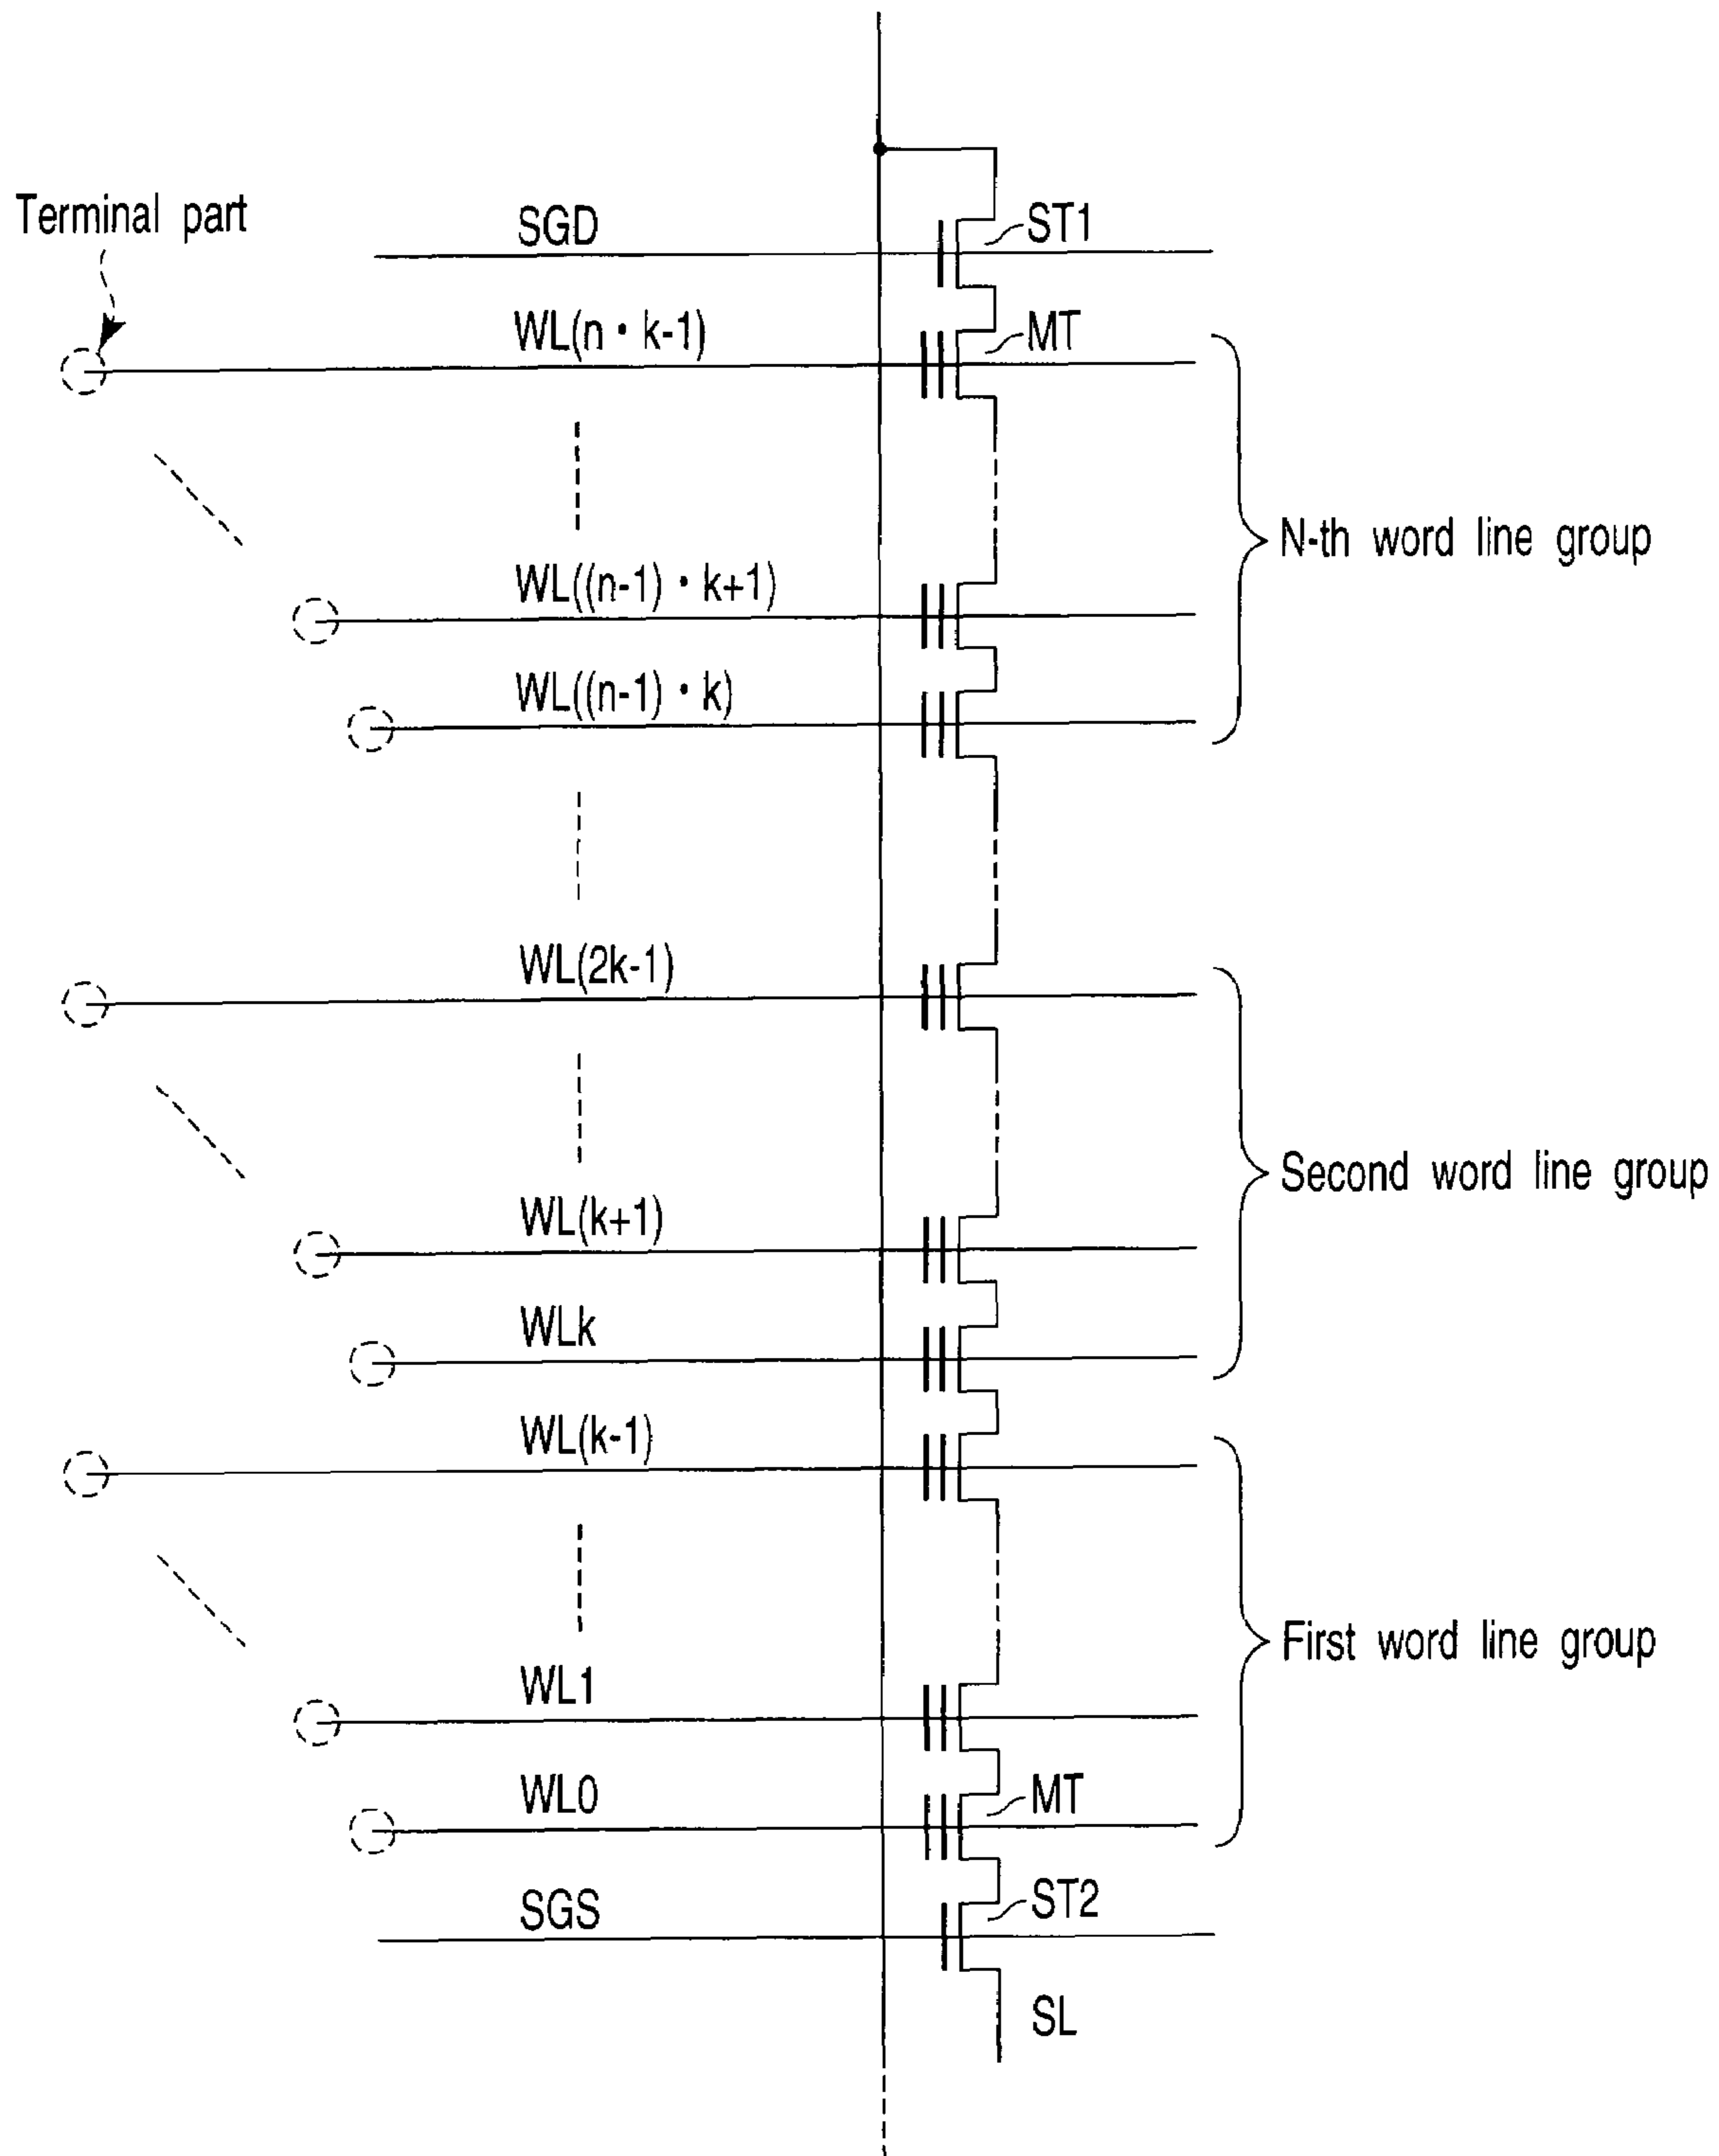 Terminal part
SGD
ST1
WL(n · k-1)
MT
N-th word line group
WL((n-1) · k+1)
WL((n-1) · k)
WL(2k-1)
Second word line group
WL(k+1)
WLk
WL(k-1)
First word line group
WL1
WL0
MT
SGS
ST2
SL